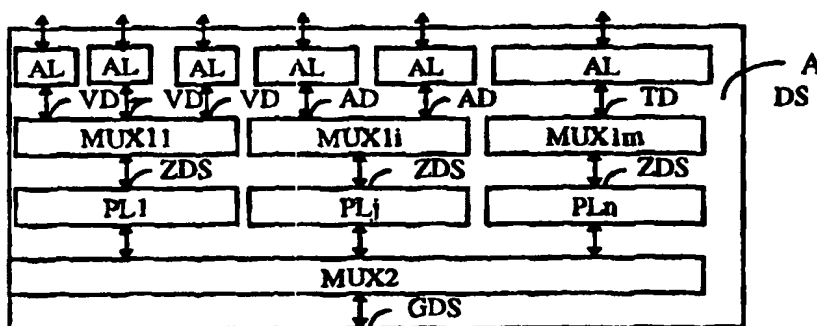 AL AL AL AL AL AL A
VD VD VD AD AD TD DS
MUX11 MUX1i MUX1m
ZDS ZDS ZDS
PL1 PLj PLn
MUX2
GDS